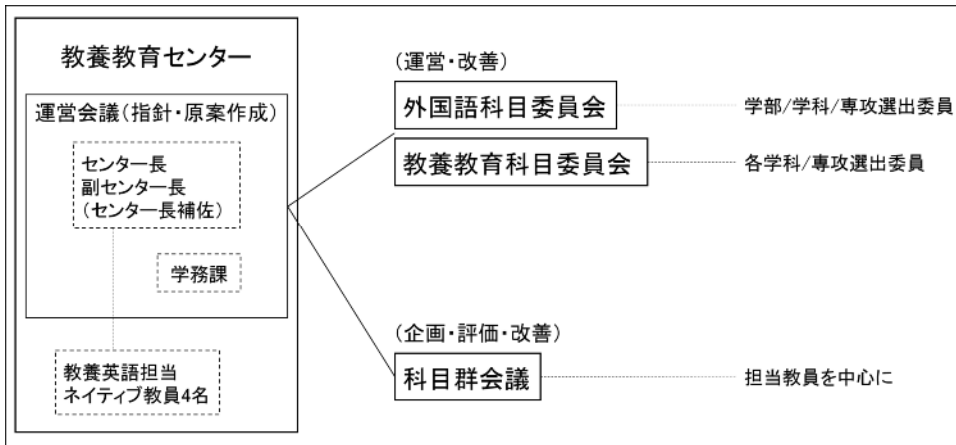 教養教育センター
運営会議(指針・原案作成)
センター長
副センター長
(センター長補佐)
学務課
教養英語担当
ネイティブ教員4名
(運営・改善)
外国語科目委員会
学部/学科/専攻選出委員
教養教育科目委員会
各学科/専攻選出委員
(企画・評価・改善)
科目群会議
担当教員を中心に